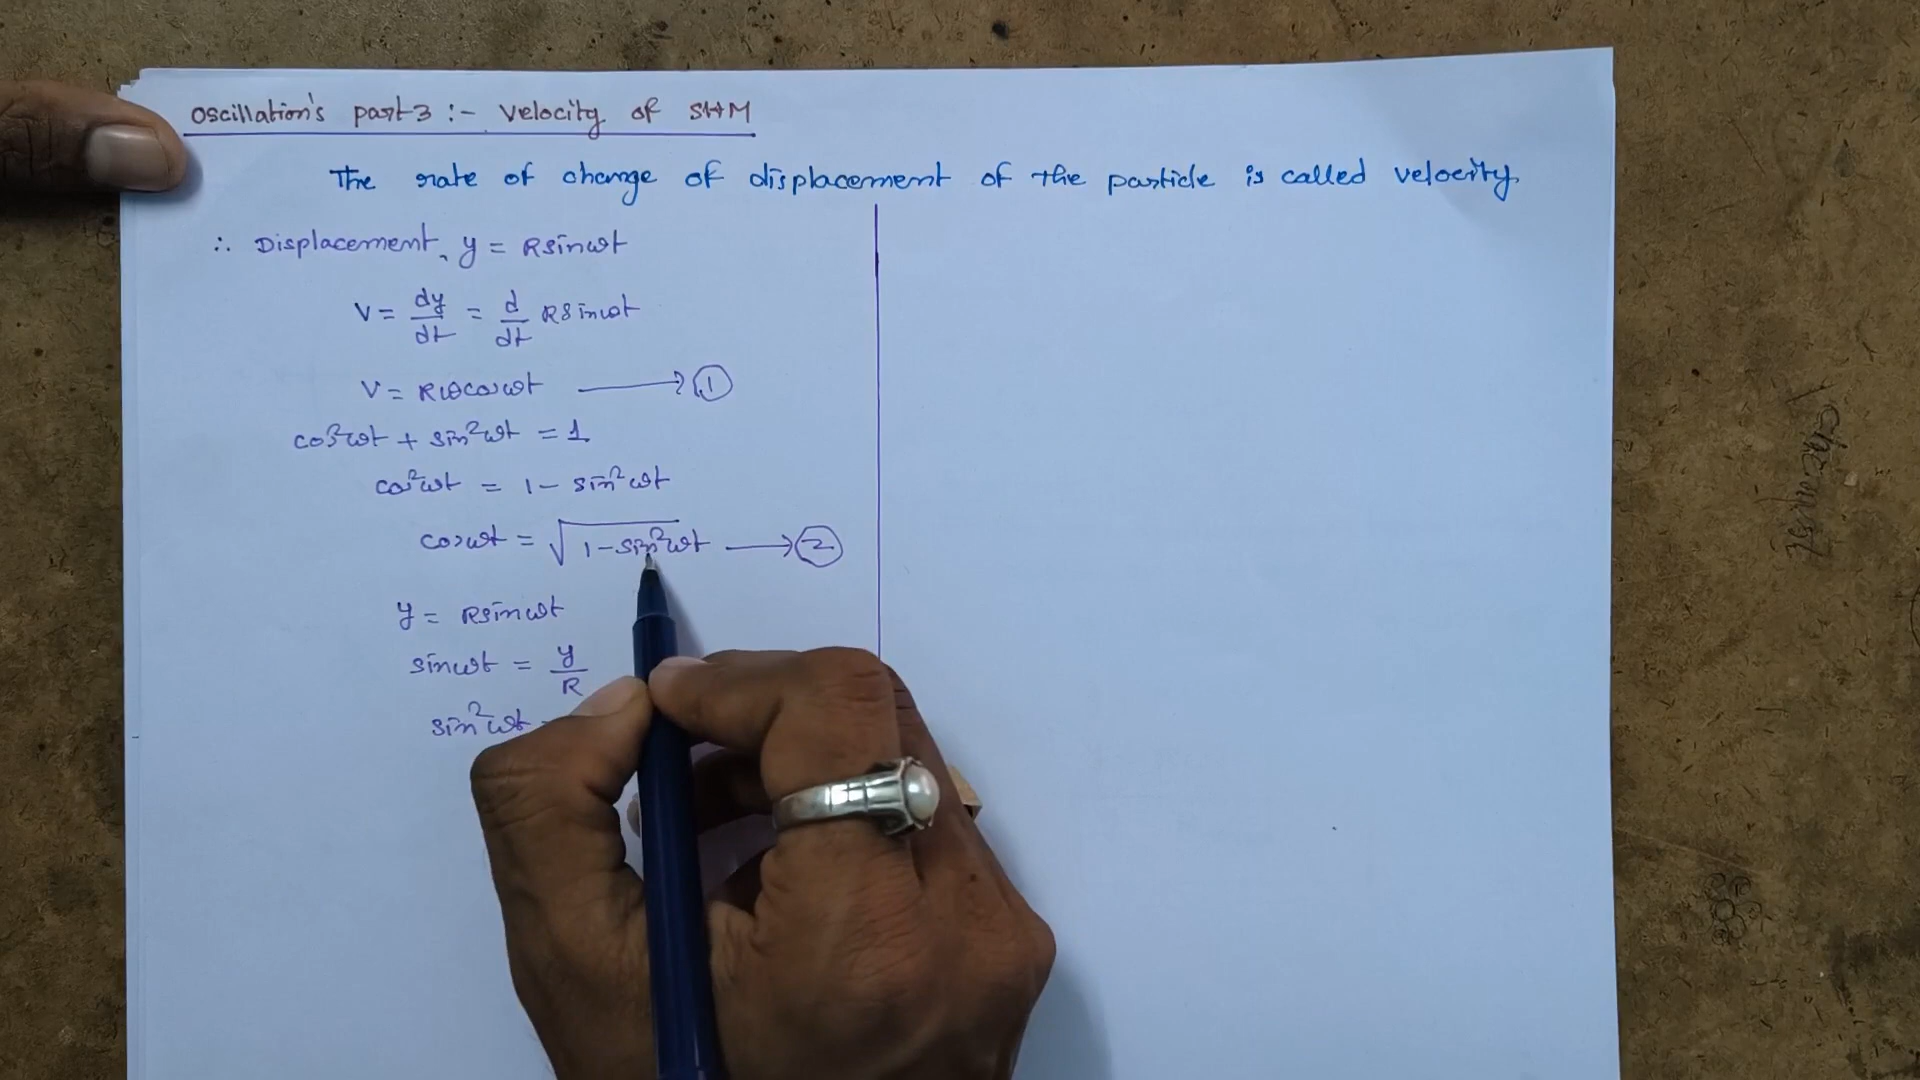 Oscillation's part 3 :- Velocity of SHM
The rate of change of displacement of the particle is called velocity.
∴ Displacement, y = Rsinωt
V = dy/dt = d/dt Rsinωt
V = Rωcosωt ⟶ ①
cos²ωt + sin²ωt = 1
cos²ωt = 1 - sin²ωt
cosωt = √1-sin²ωt ⟶ ②
y = Rsinωt
sinωt = y/R
sin²ωt